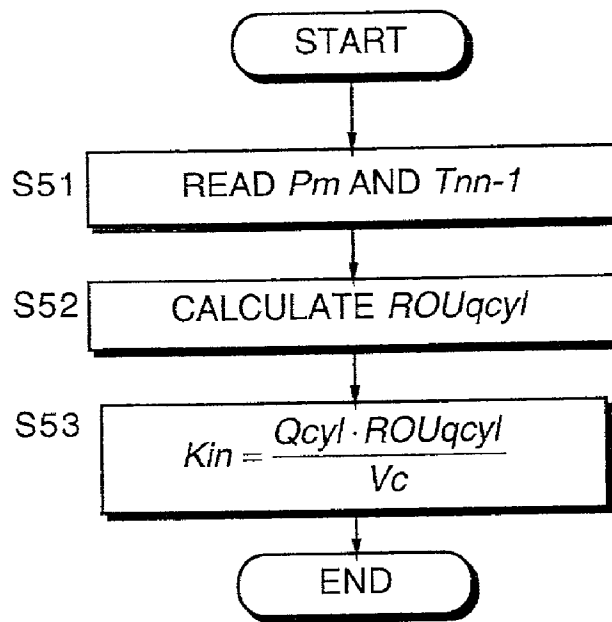 START
S51
READ Pm AND Tnn-1
S52
CALCULATE ROUqcyl
S53
Kin = Qcyl · ROUqcyl / Vc
END